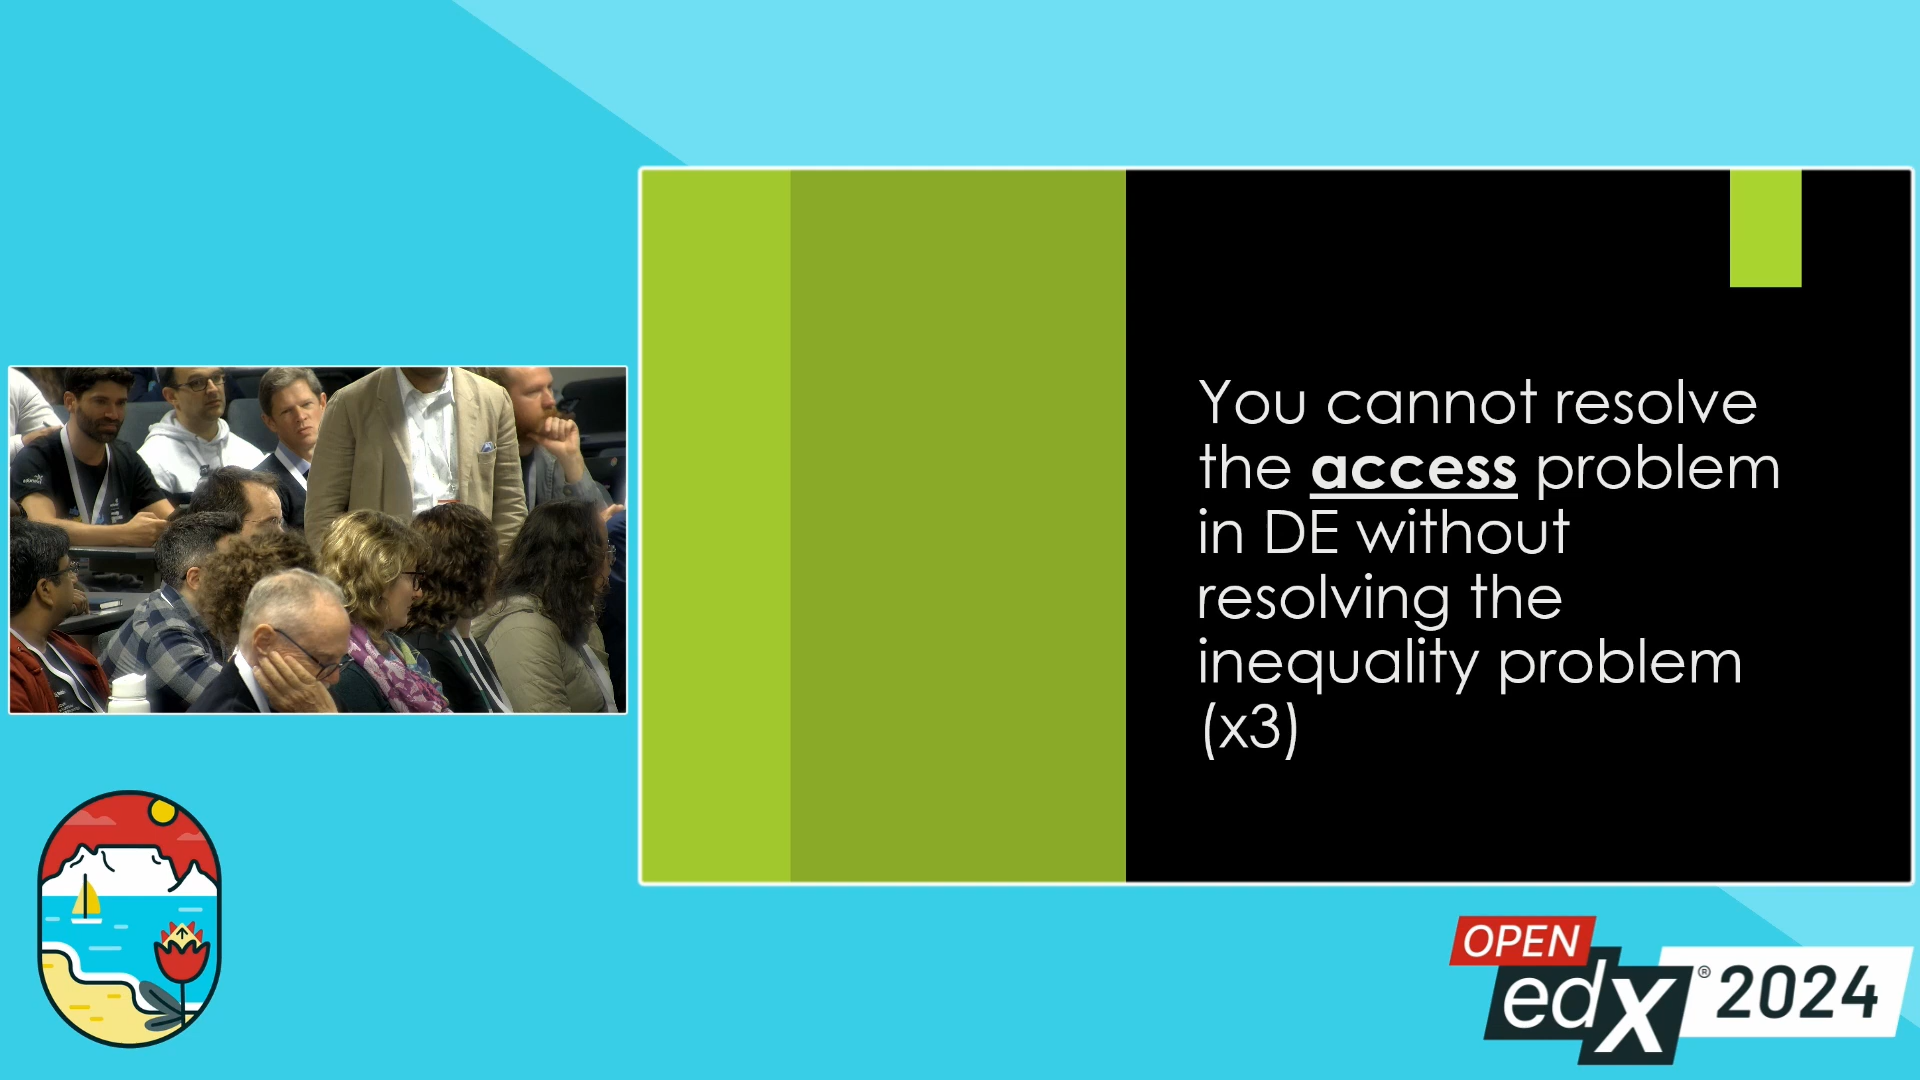 You cannot resolve
the access problem
in DE without
resolving the
inequality problem
(x3)
OPEN
edX® 2024